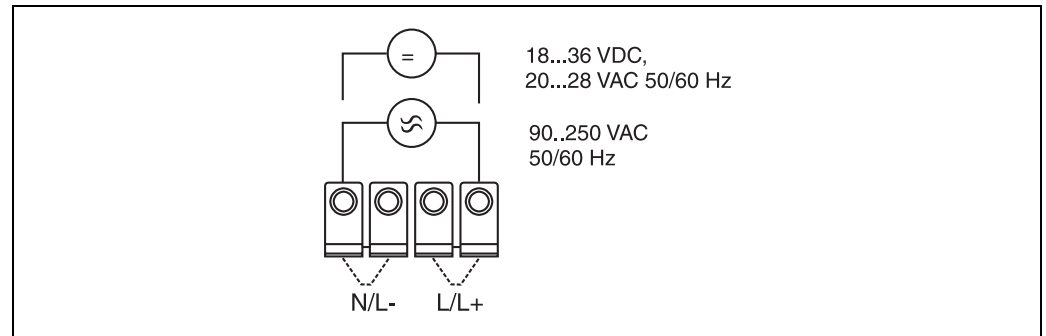 =
18...36 VDC,
20...28 VAC 50/60 Hz
90..250 VAC
50/60 Hz
N/L- L/L+